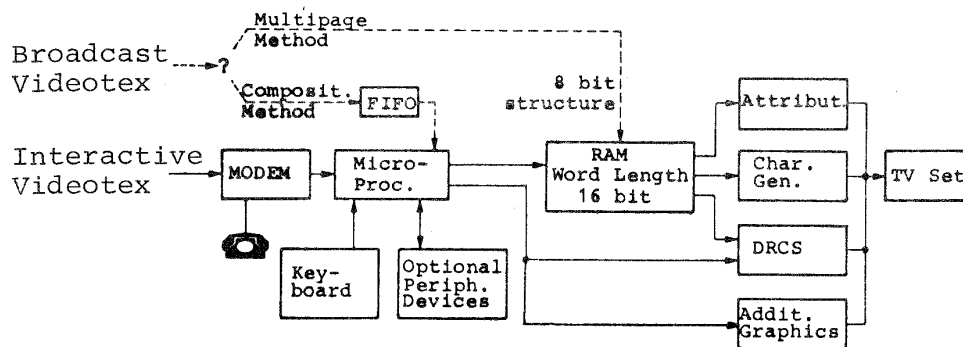 Multipage
Method
Broadcast
Videotex
?
8 bit
structure
Composit.
Method
FIFO
Attribut.
Interactive
Videotex
MODEM
Micro-
Proc.
RAM
Word Length
16 bit
Char.
Gen.
TV Set
DRCS
Key-
board
Optional
Periph.
Devices
Addit.
Graphics